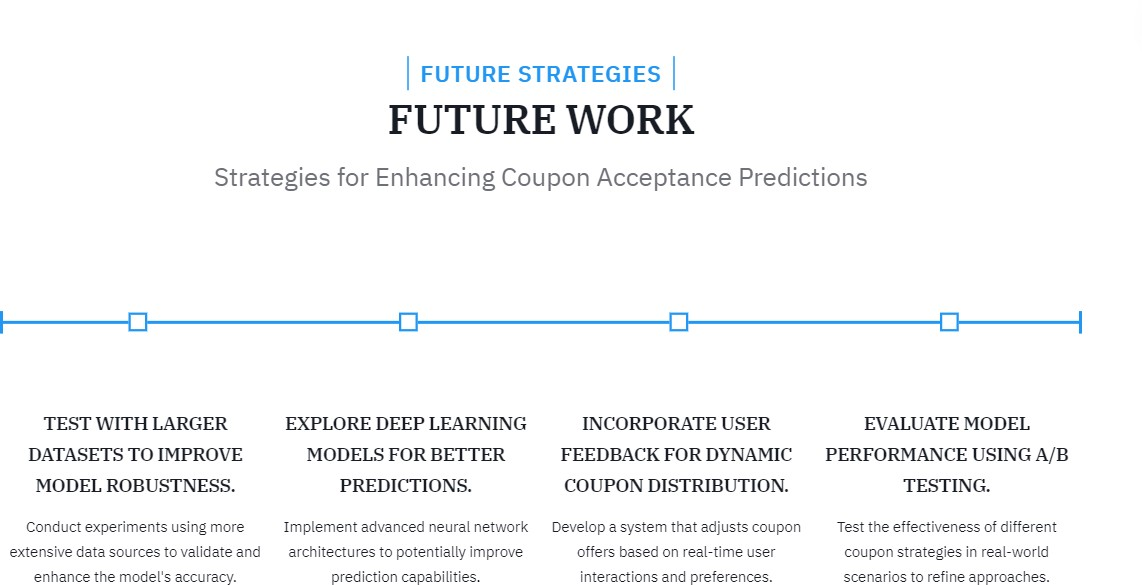 FUTURE STRATEGIES
FUTURE WORK
Strategies for Enhancing Coupon Acceptance Predictions
TEST WITH LARGER
DATASETS TO IMPROVE
MODEL ROBUSTNESS.
Conduct experiments using more
extensive data sources to validate and
enhance the model's accuracy.
EXPLORE DEEP LEARNING
MODELS FOR BETTER
PREDICTIONS.
Implement advanced neural network
architectures to potentially improve
prediction capabilities.
INCORPORATE USER
FEEDBACK FOR DYNAMIC
COUPON DISTRIBUTION.
Develop a system that adjusts coupon
offers based on real-time user
interactions and preferences.
EVALUATE MODEL
PERFORMANCE USING A/B
TESTING.
Test the effectiveness of different
coupon strategies in real-world
scenarios to refine approaches.